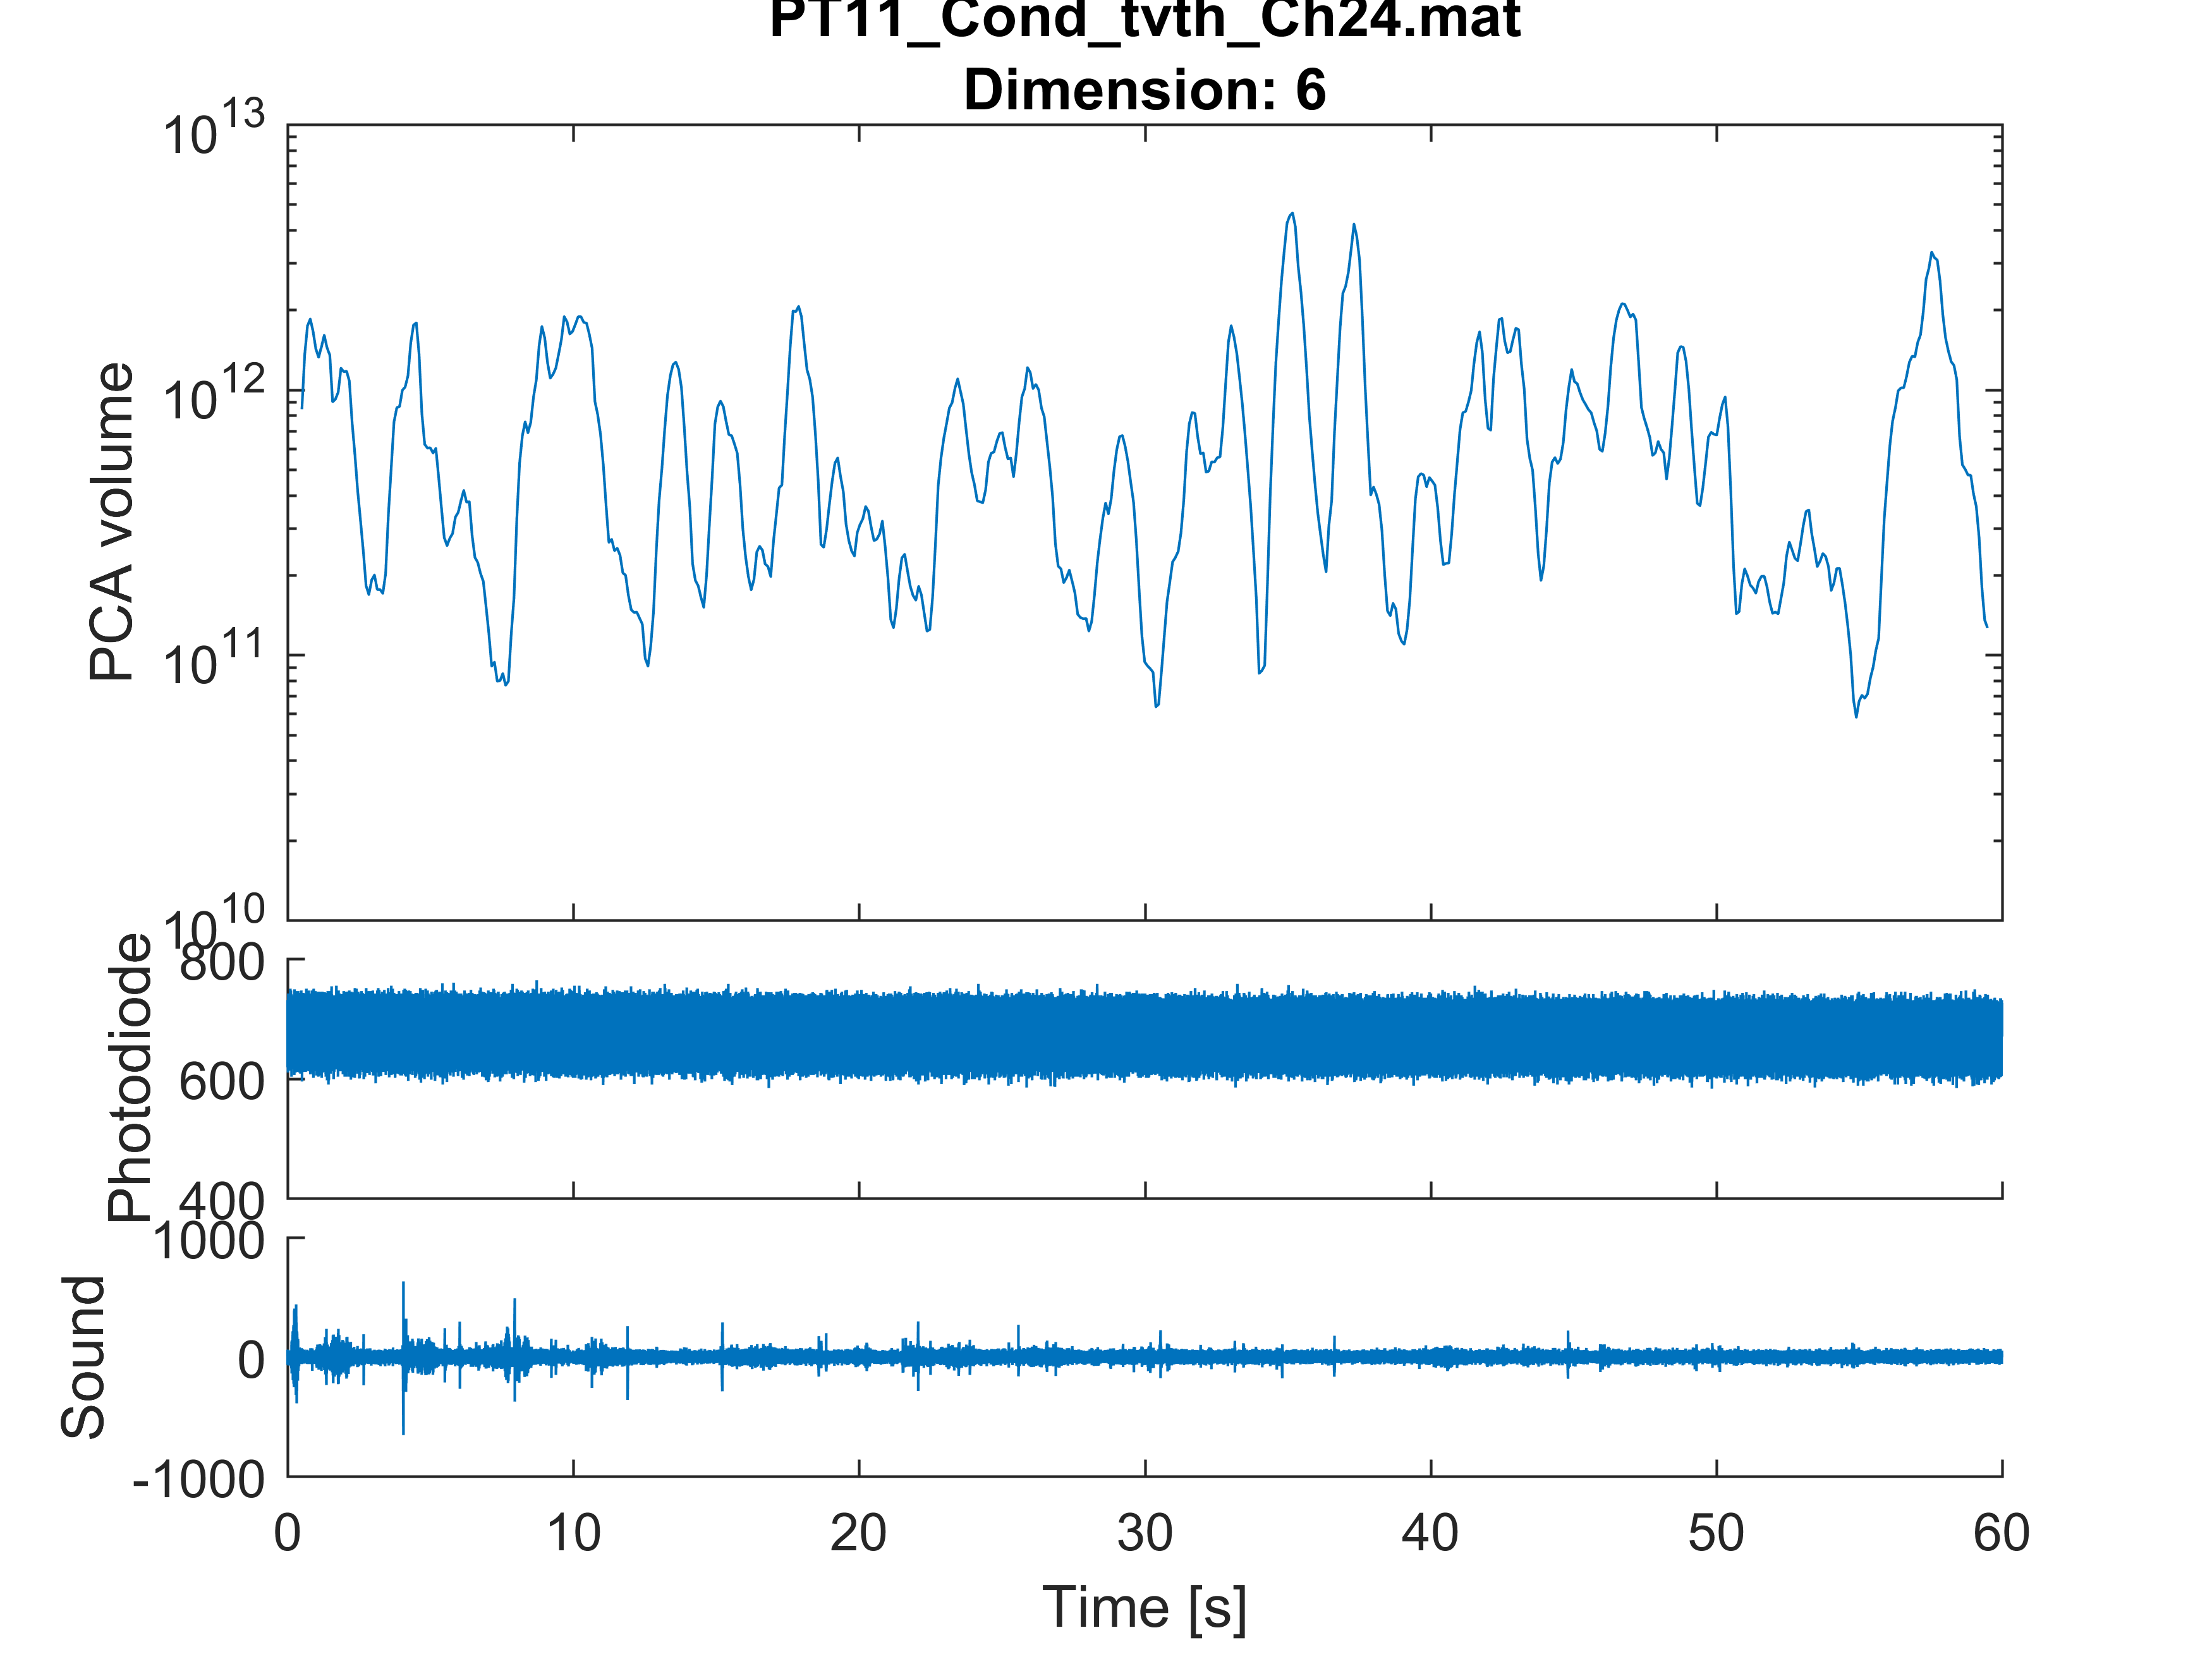 PT11_Cond_tvth_Ch24.mat
Dimension: 6
10^13
10^12
10^11
10^10
PCA volume
800
600
400
Photodiode
1000
0
-1000
Sound
0 10 20 30 40 50 60
Time [s]